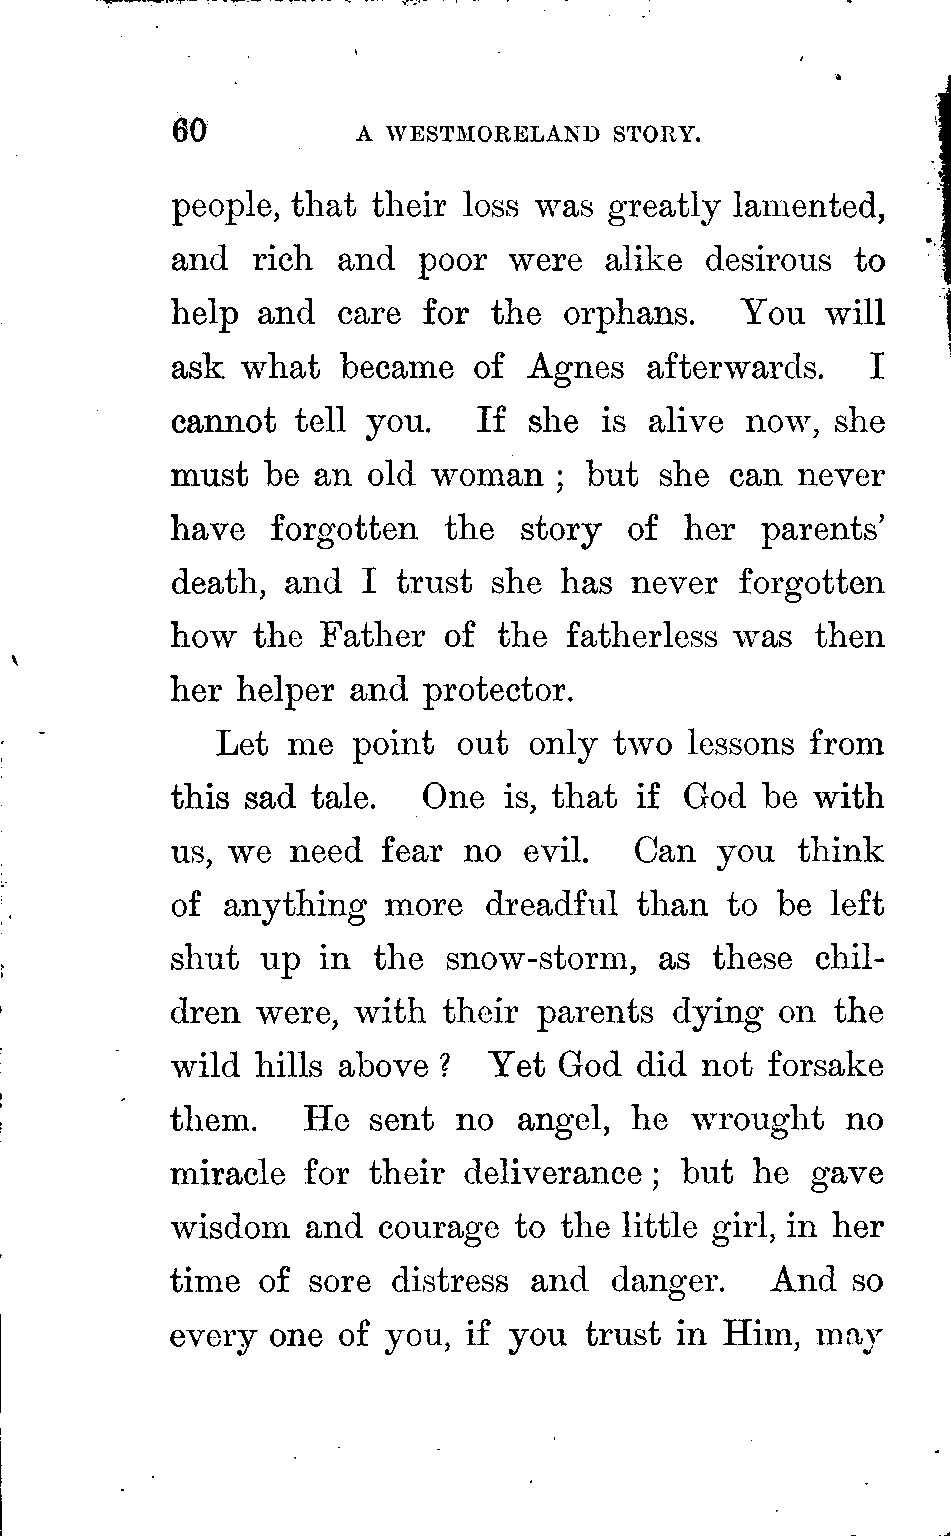 60 A WESTMORELAND STORY.
people, that their loss was greatly lamented,
and rich and poor were alike desirous to
help and care for the orphans. You will
ask what became of Agnes afterwards. I
cannot tell you. If she is alive now, she
must be an old woman ; but she can never
have forgotten the story of her parents'
death, and I trust she has never forgotten
how the Father of the fatherless was then
her helper and protector.
Let me point out only two lessons from
this sad tale. One is, that if God be with
us, we need fear no evil. Can you think
of anything more dreadful than to be left
shut up in the snow-storm, as these chil-
dren were, with their parents dying on the
wild hills above ? Yet God did not forsake
them. He sent no angel, he wrought no
miracle for their deliverance ; but he gave
wisdom and courage to the little girl, in her
time of sore distress and danger. And so
every one of you, if you trust in Him, may